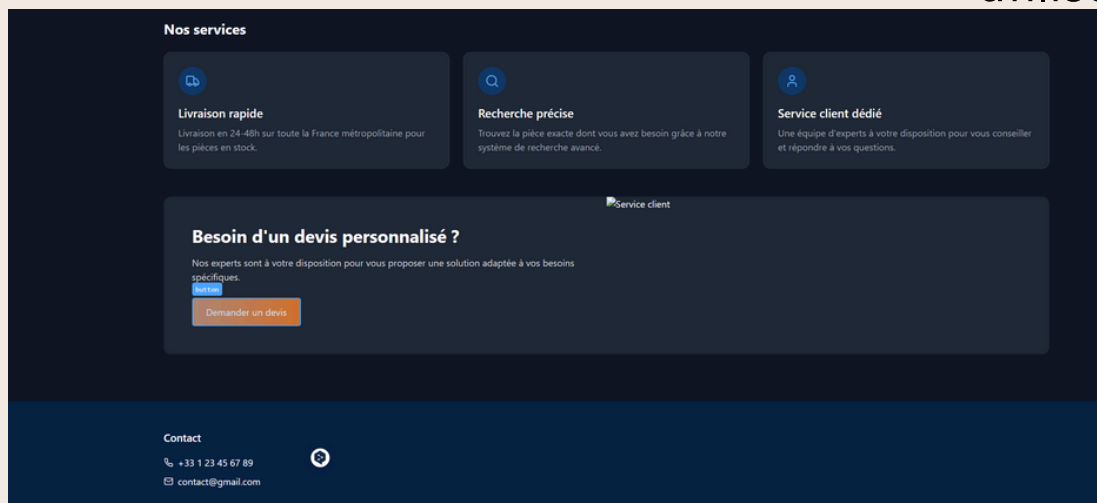 Nos services
Livraison rapide
Livraison en 24-48h sur toute la France métropolitaine pour
les pièces en stock.
Recherche précise
Trouvez la pièce exacte dont vous avez besoin grâce à notre
système de recherche avancé.
Service client dédié
Une équipe d'experts à votre disposition pour vous conseiller
et répondre à vos questions.
Service client
Besoin d'un devis personnalisé ?
Nos experts sont à votre disposition pour vous proposer une solution adaptée à vos besoins
spécifiques.
button
Demander un devis
Contact
+33 1 23 45 67 89
contact@gmail.com